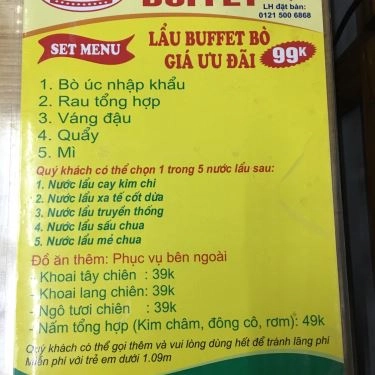 BUFFET
LH đặt bàn:
0121 500 6868
SET MENU
LẨU BUFFET BÒ
GIÁ ƯU ĐÃI
99K
1. Bò úc nhập khẩu
2. Rau tổng hợp
3. Váng đậu
4. Quẩy
5. Mì
Quý khách có thể chọn 1 trong 5 nước lẩu sau:
1. Nước lẩu cay kim chi
2. Nước lẩu xa tế cốt dừa
3. Nước lẩu truyền thống
4. Nước lẩu sấu chua
5. Nước lẩu mẻ chua
Đồ ăn thêm: Phục vụ bên ngoài
- Khoai tây chiên : 39k
- Khoai lang chiên: 39k
- Ngô tươi chiên : 39k
- Nấm tổng hợp (Kim châm, đông cô, rơm): 49k
Quý khách có thể gọi thêm và vui lòng dùng hết để tránh lãng phí
Miễn phí với trẻ em dưới 1.09m